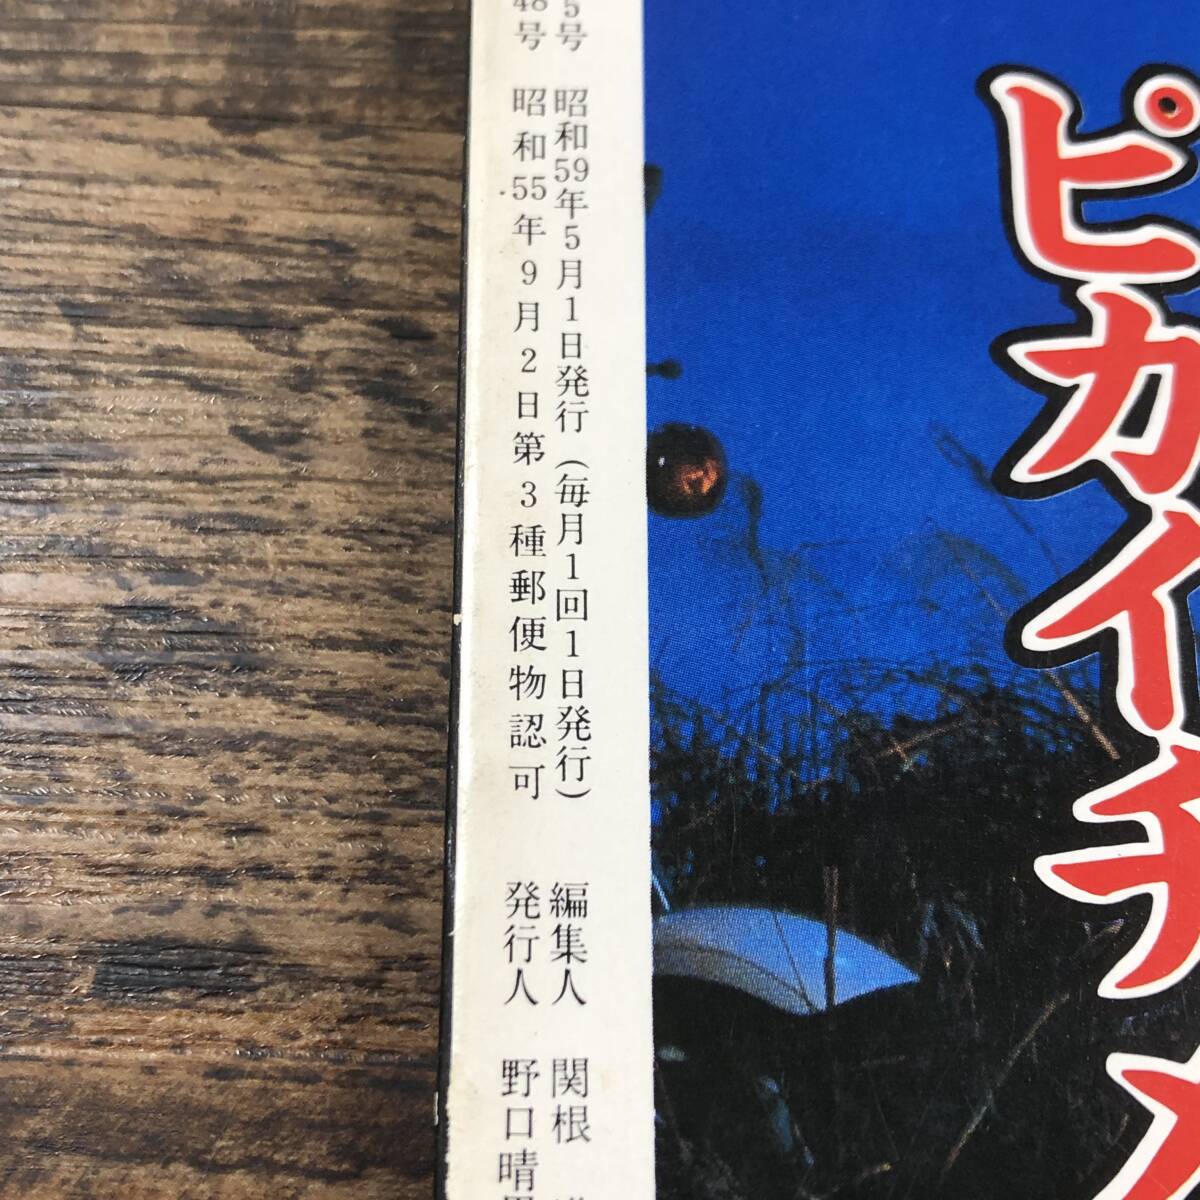 ピカイチカ
5号 昭和59年5月1日発行(毎月1回1日発行) 編集人 関根
48号 昭和55年9月2日第3種郵便物認可 発行人 野口晴